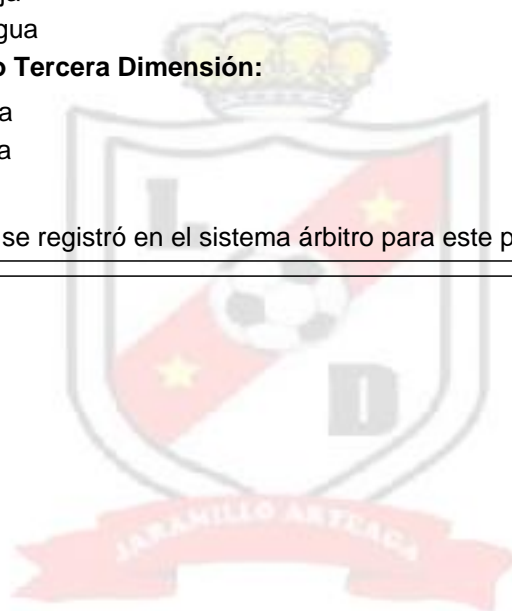 gua
o Tercera Dimensión:
a
a
se registró en el sistema árbitro para este p
L
D
JARAMILLO ARTEAGA